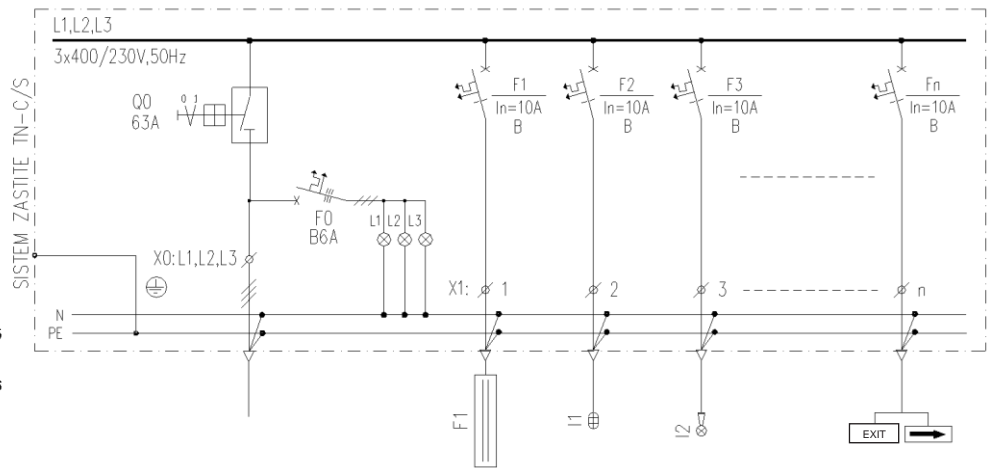 L1,L2,L3
3x400/230V,50Hz
SISTEM ZASTITE TN-C/S
Q0
63A
0 1
F1
In=10A
B
F2
In=10A
B
F3
In=10A
B
Fn
In=10A
B
F0
B6A
L1 L2 L3
X0:L1,L2,L3
X1: 1 2 3 n
N
PE
F1
I1
I2
EXIT